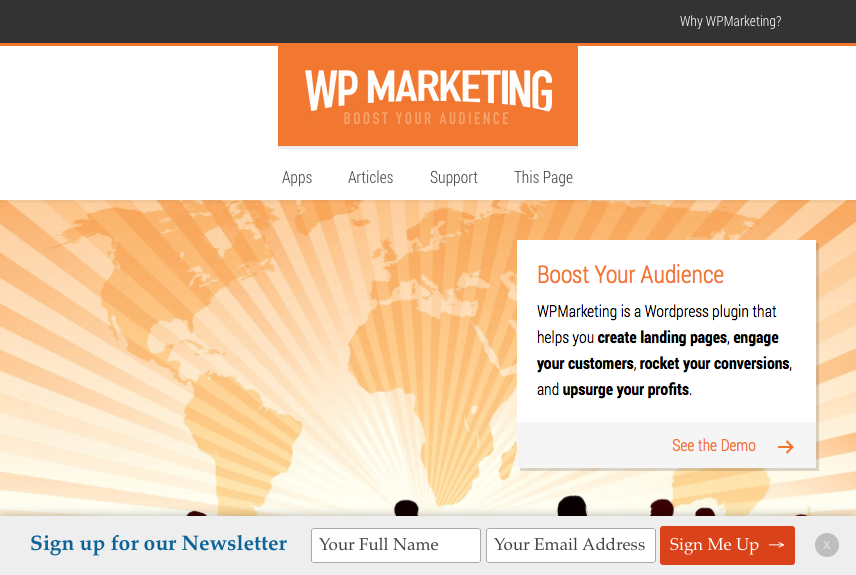 Why WPMarketing?
WP MARKETING
BOOST YOUR AUDIENCE
Apps Articles Support This Page
Boost Your Audience
WPMarketing is a Wordpress plugin that
helps you create landing pages, engage
your customers, rocket your conversions,
and upsurge your profits.
See the Demo →
Sign up for our Newsletter Your Full Name Your Email Address Sign Me Up → x